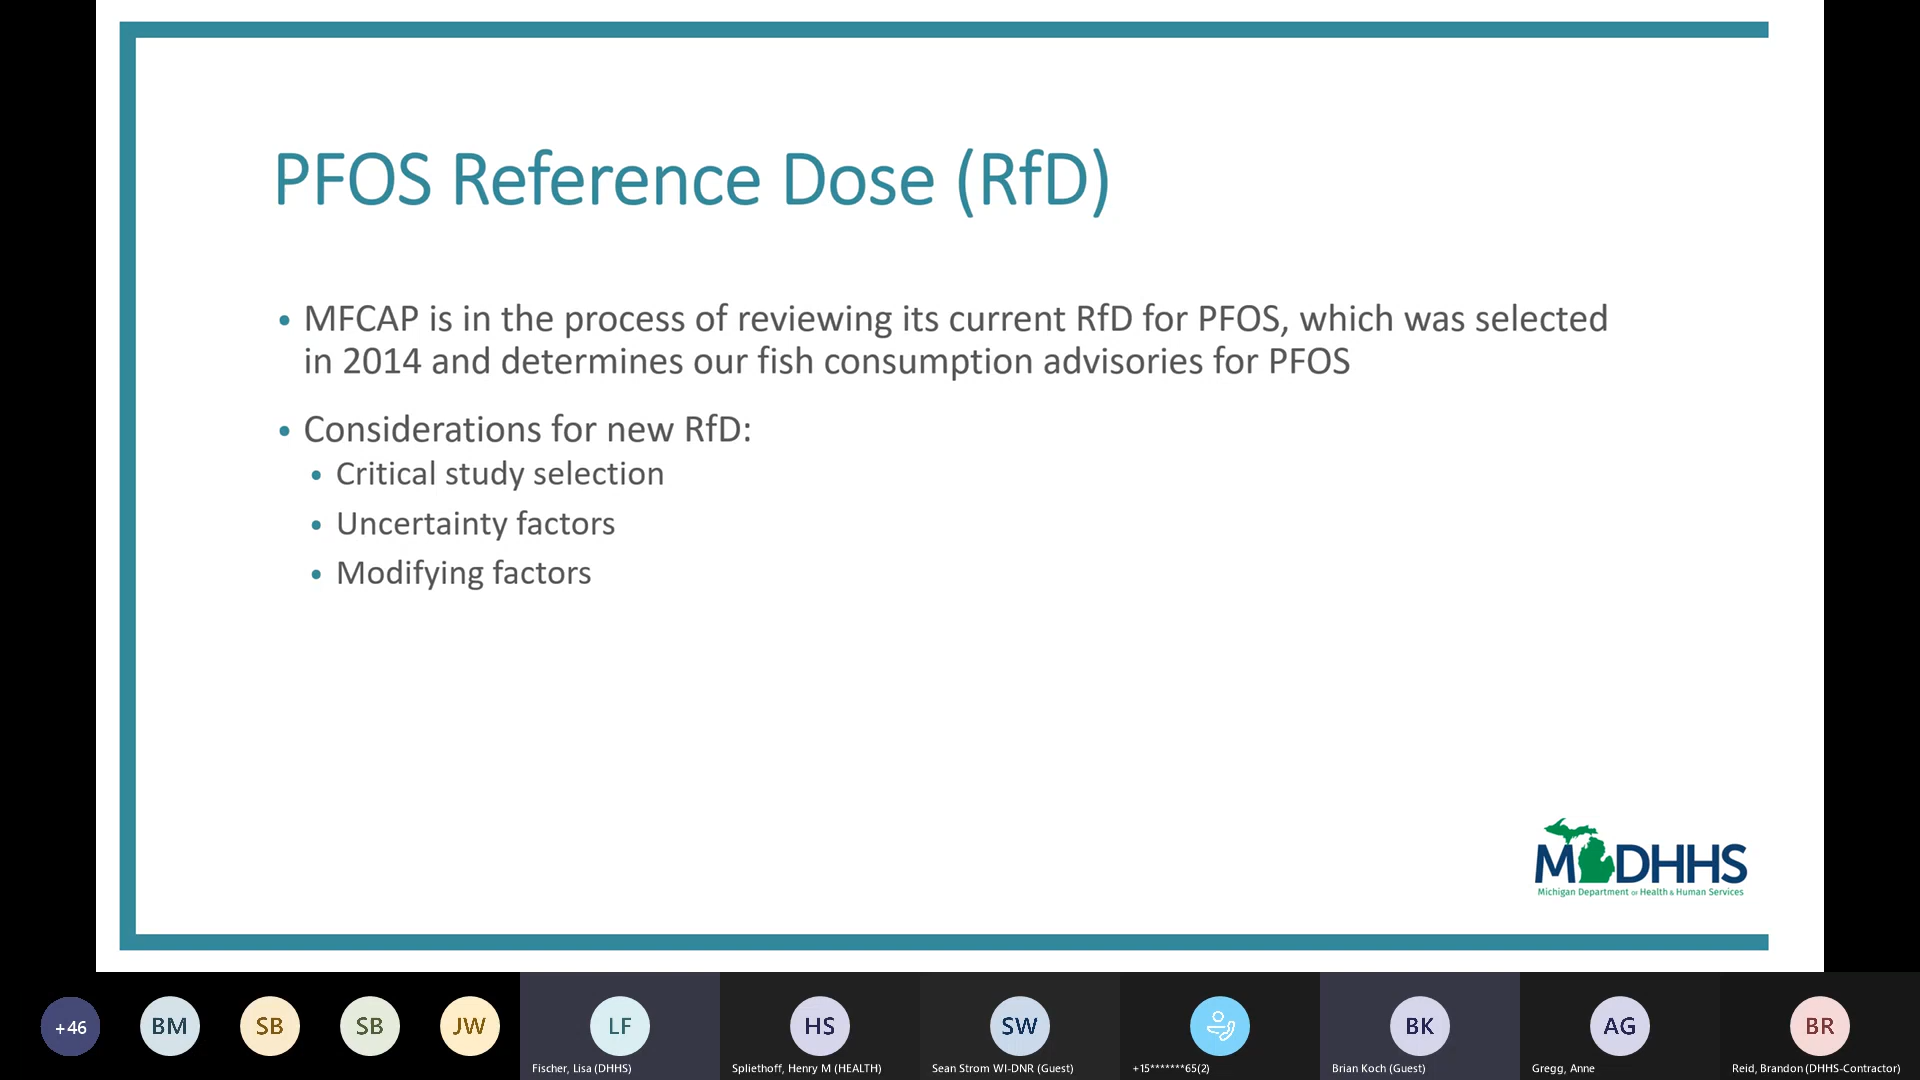 PFOS Reference Dose (RfD)
• MFCAP is in the process of reviewing its current RfD for PFOS, which was selected
in 2014 and determines our fish consumption advisories for PFOS
• Considerations for new RfD:
• Critical study selection
• Uncertainty factors
• Modifying factors
MDHHS
Michigan Department of Health & Human Services
+46
BM
SB
SB
JW
LF
Fischer, Lisa (DHHS)
HS
Spliethoff, Henry M (HEALTH)
SW
Sean Strom WI-DNR (Guest)
+15*******65(2)
BK
Brian Koch (Guest)
AG
Gregg, Anne
BR
Reid, Brandon (DHHS-Contractor)